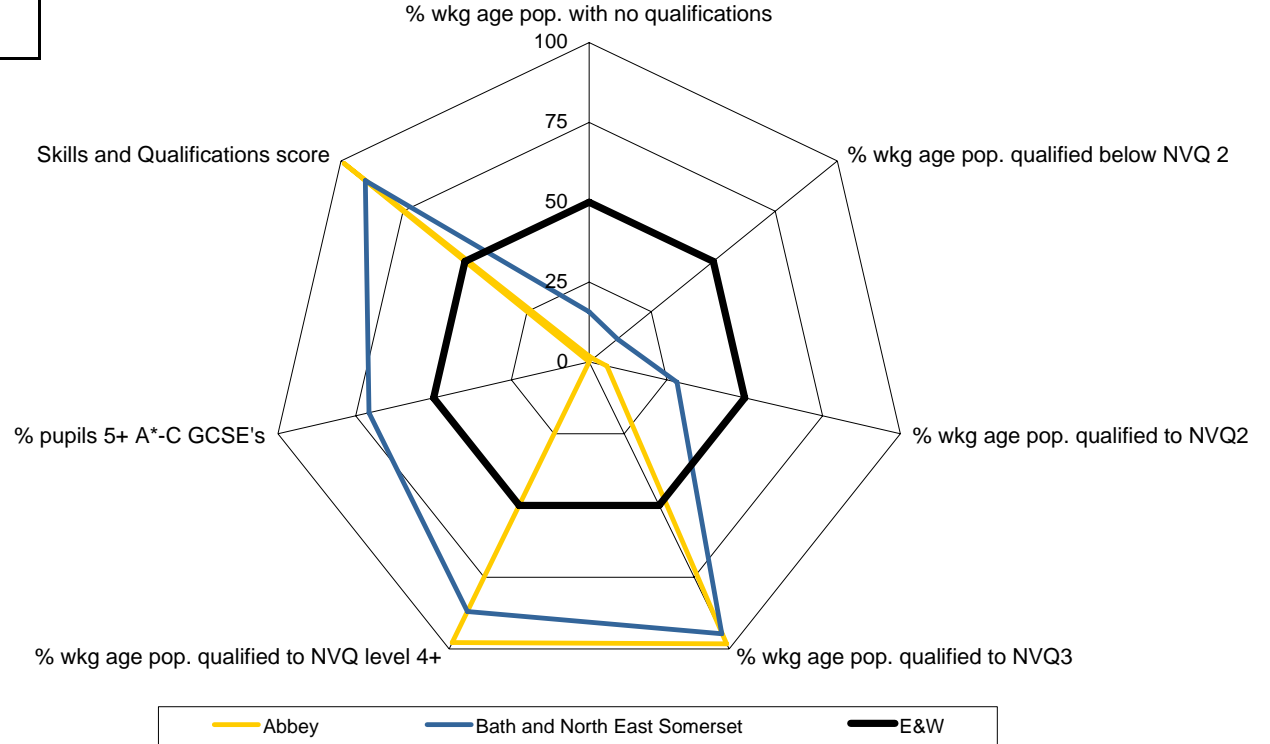 % wkg age pop. with no qualifications
100
Skills and Qualifications score
% wkg age pop. qualified below NVQ 2
75
50
25
0
% pupils 5+ A*-C GCSE's
% wkg age pop. qualified to NVQ2
% wkg age pop. qualified to NVQ level 4+
% wkg age pop. qualified to NVQ3
Abbey
Bath and North East Somerset
E&W